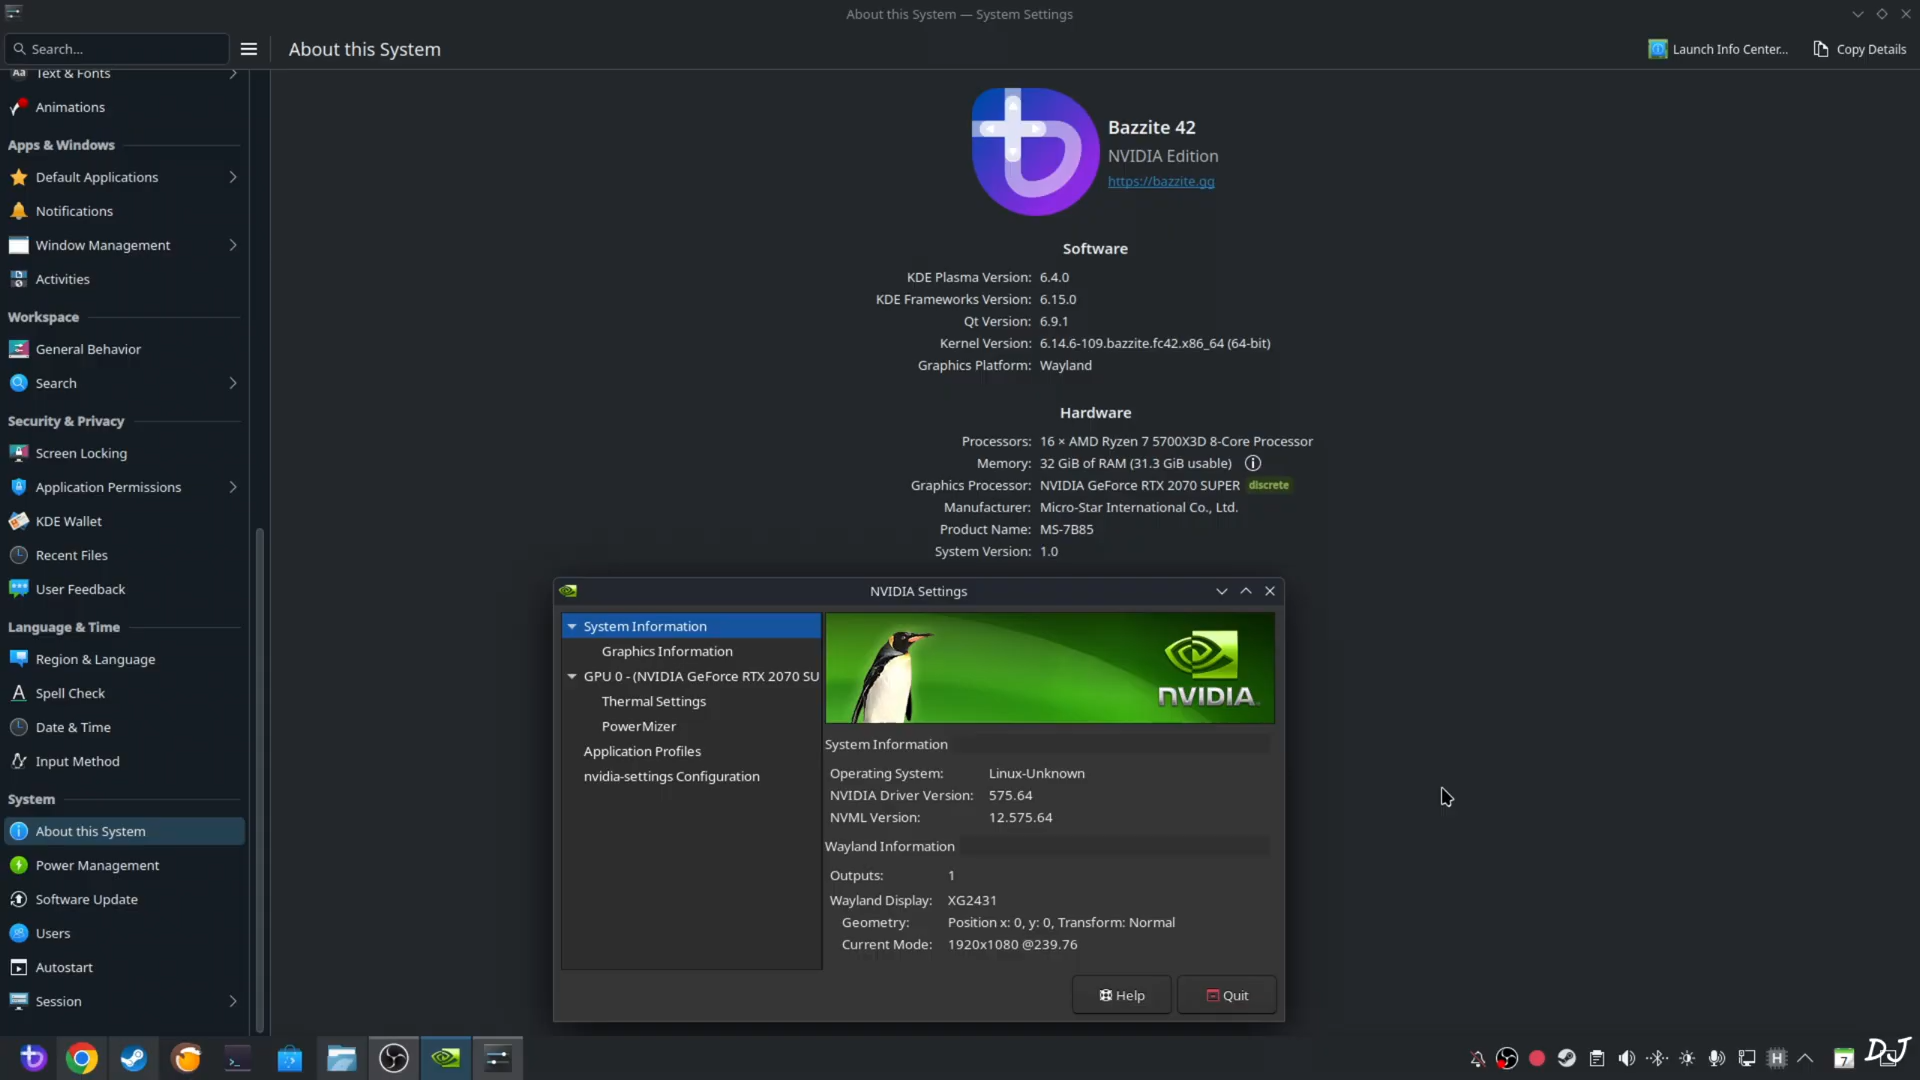 About this System — System Settings
Search...
About this System
Launch Info Center...
Copy Details
Aa Text & Fonts
Animations
Apps & Windows
Default Applications
Notifications
Window Management
Activities
Workspace
General Behavior
Search
Security & Privacy
Screen Locking
Application Permissions
KDE Wallet
Recent Files
User Feedback
Language & Time
Region & Language
Spell Check
Date & Time
Input Method
System
About this System
Power Management
Software Update
Users
Autostart
Session
Bazzite 42
NVIDIA Edition
https://bazzite.gg
Software
KDE Plasma Version: 6.4.0
KDE Frameworks Version: 6.15.0
Qt Version: 6.9.1
Kernel Version: 6.14.6-109.bazzite.fc42.x86_64 (64-bit)
Graphics Platform: Wayland
Hardware
Processors: 16 × AMD Ryzen 7 5700X3D 8-Core Processor
Memory: 32 GiB of RAM (31.3 GiB usable)
Graphics Processor: NVIDIA GeForce RTX 2070 SUPER discrete
Manufacturer: Micro-Star International Co., Ltd.
Product Name: MS-7B85
System Version: 1.0
NVIDIA Settings
System Information
Graphics Information
GPU 0 - (NVIDIA GeForce RTX 2070 SU
Thermal Settings
PowerMizer
Application Profiles
nvidia-settings Configuration
NVIDIA.
System Information
Operating System: Linux-Unknown
NVIDIA Driver Version: 575.64
NVML Version: 12.575.64
Wayland Information
Outputs: 1
Wayland Display: XG2431
Geometry: Position x: 0, y: 0, Transform: Normal
Current Mode: 1920x1080 @239.76
Help
Quit
H
7
DJ